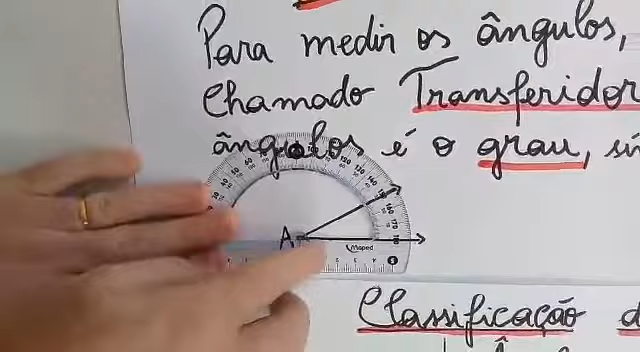 Para medir os ângulos,
Chamado Transferidor
ângulos é o grau,
A
Maped
Classificação d